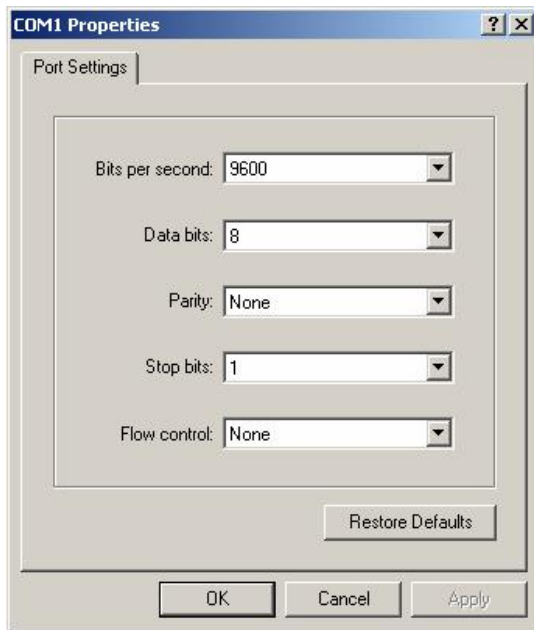 COM1 Properties
Port Settings
Bits per second: 9600
Data bits: 8
Parity: None
Stop bits: 1
Flow control: None
Restore Defaults
OK Cancel Apply